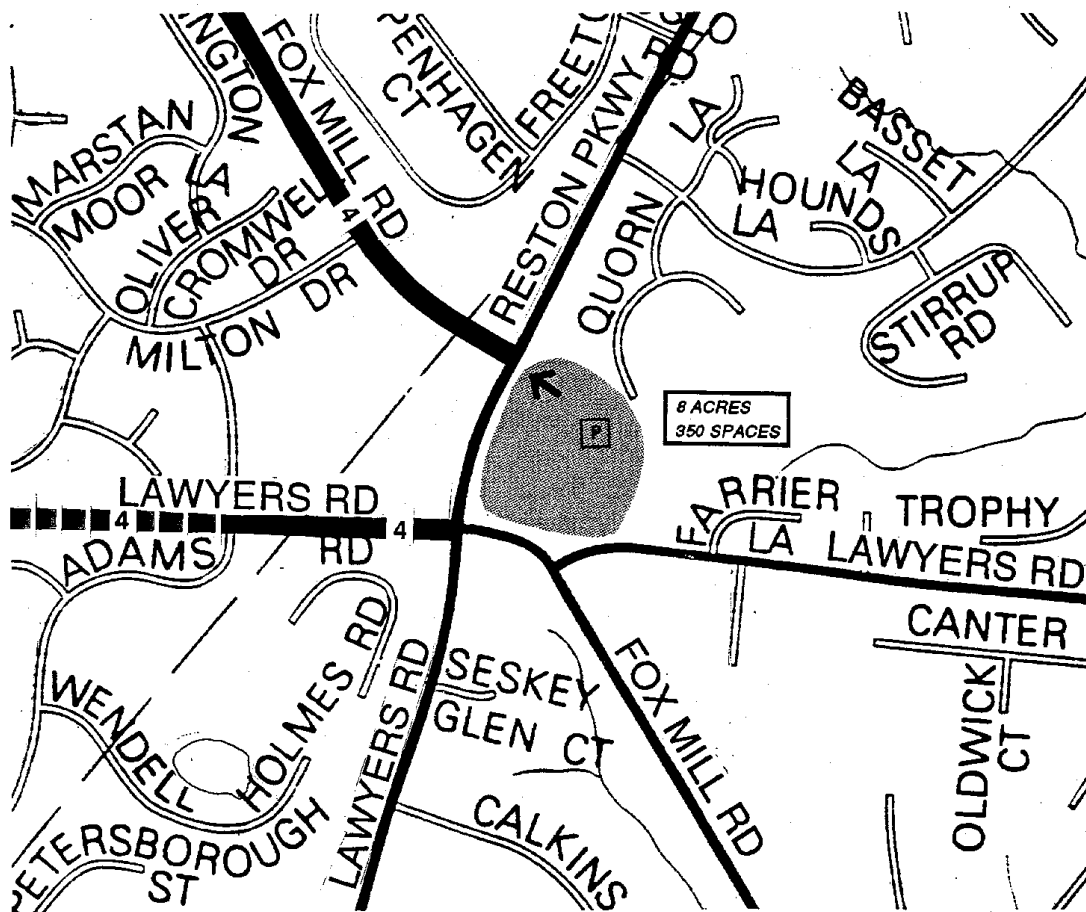 NGTON
FOX MILL RD
4
PENHAGEN
CT
FREETO
RESTON PKWY
LA
BASSET
LA
MARSTAN
MOOR
OLIVER
LA
CROMWELL
DR
MILTON DR
QUORN
HOUNDS
LA
STIRRUP
RD
8 ACRES
350 SPACES
P
LAWYERS RD
4
4
ADAMS
RD
FARRIER
LA
TROPHY
LAWYERS RD
CANTER
OLDWICK
CT
SESKEY
GLEN CT
FOX MILL RD
LAWYERS RD
HOLMES RD
WENDELL
PETERSBOROUGH
ST
CALKINS